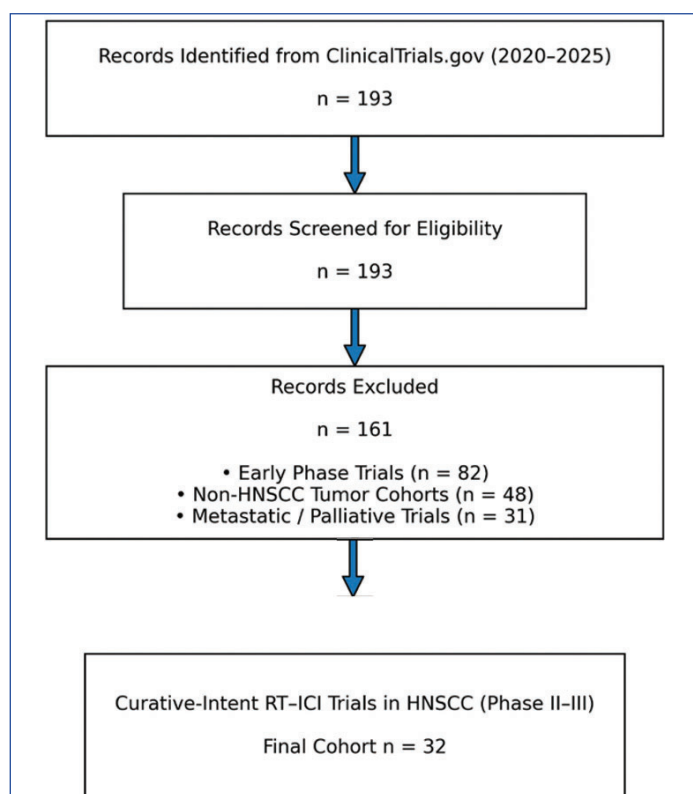 Records Identified from ClinicalTrials.gov (2020–2025)
n = 193
Records Screened for Eligibility
n = 193
Records Excluded
n = 161
• Early Phase Trials (n = 82)
• Non-HNSCC Tumor Cohorts (n = 48)
• Metastatic / Palliative Trials (n = 31)
Curative-Intent RT–ICI Trials in HNSCC (Phase II–III)
Final Cohort n = 32